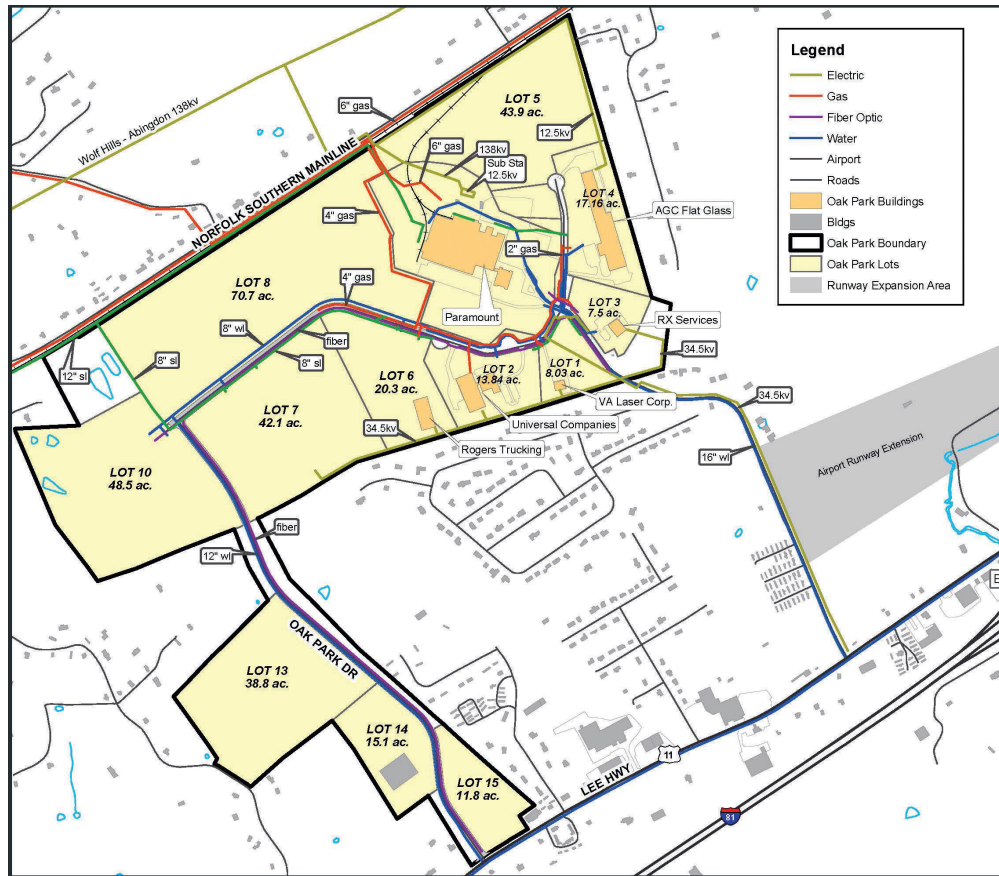 Legend
Electric
Gas
Fiber Optic
Water
Airport
Roads
Oak Park Buildings
Bldgs
Oak Park Boundary
Oak Park Lots
Runway Expansion Area
Wolf Hills - Abingdon 138kv
NORFOLK SOUTHERN MAINLINE
6" gas
LOT 5
43.9 ac.
12.5kv
6" gas
138kv
Sub Sta
12.5kv
LOT 4
17.16 ac.
AGC Flat Glass
4" gas
2" gas
LOT 8
70.7 ac.
4" gas
Paramount
LOT 3
7.5 ac.
RX Services
8" wl
fiber
8" sl
12" sl
8" sl
34.5kv
LOT 6
20.3 ac.
LOT 2
13.84 ac.
LOT 1
8.03 ac.
VA Laser Corp.
34.5kv
LOT 7
42.1 ac.
34.5kv
Universal Companies
Rogers Trucking
16" wl
Airport Runway Extension
LOT 10
48.5 ac.
fiber
12" wl
OAK PARK DR
LOT 13
38.8 ac.
LOT 14
15.1 ac.
LOT 15
11.8 ac.
LEE HWY
11
81
E